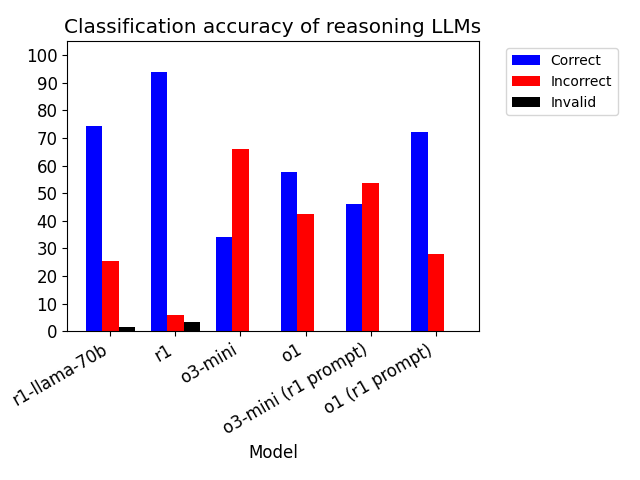 Classification accuracy of reasoning LLMs
100
90
80
70
60
50
40
30
20
10
0
Correct
Incorrect
Invalid
r1-llama-70b
r1
o3-mini
o1
o3-mini (r1 prompt)
o1 (r1 prompt)
Model